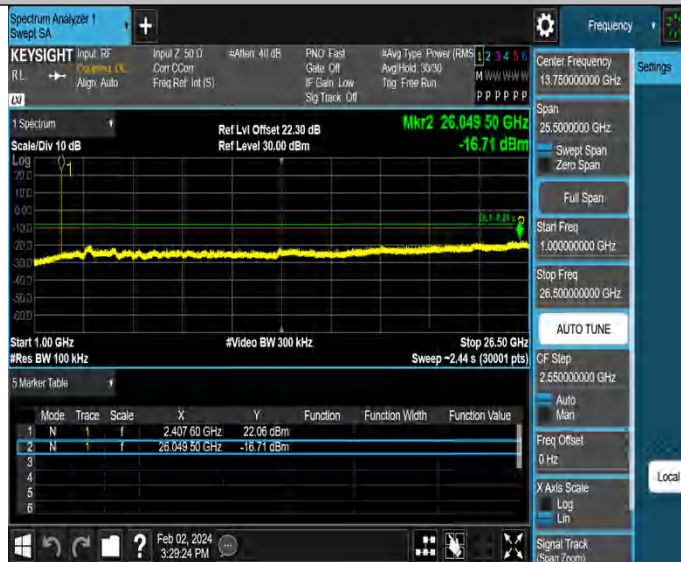 Spectrum Analyzer 1
Swept SA
Frequency
KEYSIGHT
Input: RF
Input Z: 50 Ω
#Atten: 40 dB
PNO: Fast
#Avg Type: Power (RMS
1 2 3 4 5 6
RL
Coupling: DC
Corr CCorr
Gate: Off
Avg|Hold: 30/30
M W W W W W
Align: Auto
Freq Ref: Int (S)
IF Gain: Low
Trig: Free Run
Sig Track: Off
P P P P P P
1 Spectrum
Ref Lvl Offset 22.30 dB
Mkr2 26.049 50 GHz
Scale/Div 10 dB
Ref Level 30.00 dBm
-16.71 dBm
Log
20.0
10.0
0.00
-10.0
-20.0
-30.0
-40.0
-50.0
-60.0
1
2
Start 1.00 GHz
#Video BW 300 kHz
Stop 26.50 GHz
#Res BW 100 kHz
Sweep ~2.44 s (30001 pts)
5 Marker Table
Mode Trace Scale X Y Function Function Width Function Value
1 N 1 f 2.407 60 GHz 22.06 dBm
2 N 1 f 26.049 50 GHz -16.71 dBm
3
4
5
6
Feb 02, 2024
3:29:24 PM
Center Frequency
13.750000000 GHz
Settings
Span
25.5000000 GHz
Swept Span
Zero Span
Full Span
Start Freq
1.000000000 GHz
Stop Freq
26.500000000 GHz
AUTO TUNE
CF Step
2.550000000 GHz
Auto
Man
Freq Offset
0 Hz
Local
X Axis Scale
Log
Lin
Signal Track
(Span Zoom)